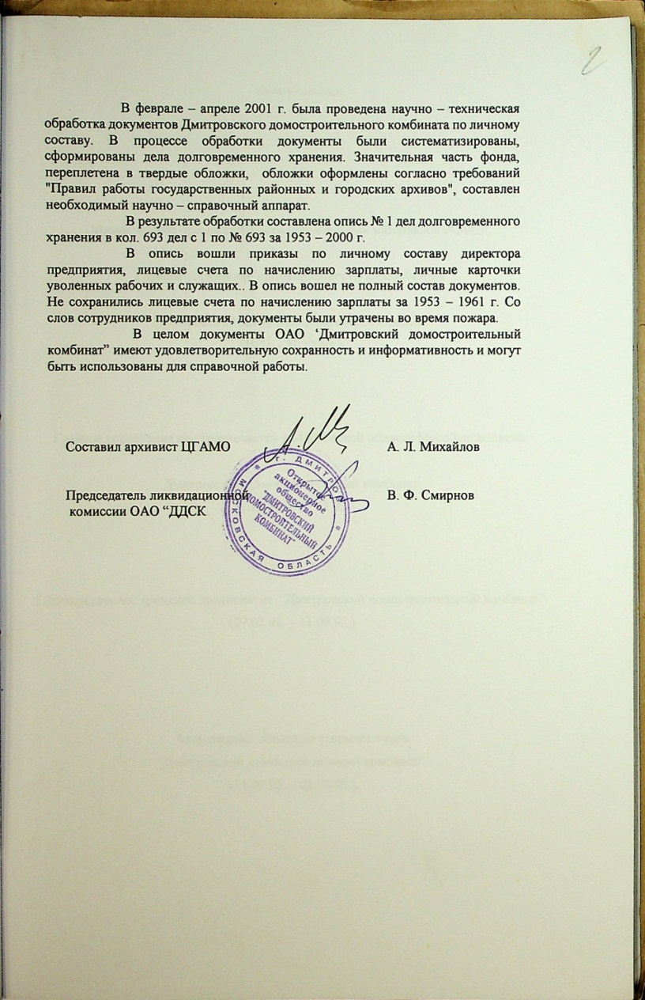 2
В феврале – апреле 2001 г. была проведена научно – техническая
обработка документов Дмитровского домостроительного комбината по личному
составу. В процессе обработки документы были систематизированы,
сформированы дела долговременного хранения. Значительная часть фонда,
переплетена в твердые обложки, обложки оформлены согласно требований
"Правил работы государственных районных и городских архивов", составлен
необходимый научно – справочный аппарат.
В результате обработки составлена опись № 1 дел долговременного
хранения в кол. 693 дел с 1 по № 693 за 1953 – 2000 г.
В опись вошли приказы по личному составу директора
предприятия, лицевые счета по начислению зарплаты, личные карточки
уволенных рабочих и служащих.. В опись вошел не полный состав документов.
Не сохранились лицевые счета по начислению зарплаты за 1953 – 1961 г. Со
слов сотрудников предприятия, документы были утрачены во время пожара.
В целом документы ОАО ‘Дмитровский домостроительный
комбинат” имеют удовлетворительную сохранность и информативность и могут
быть использованы для справочной работы.
Составил архивист ЦГАМО А. Л. Михайлов
Председатель ликвидационной В. Ф. Смирнов
комиссии ОАО “ДДСК
г. ДМИТРОВ * МОСКОВСКАЯ ОБЛАСТЬ *
Открытое
акционерное
общество
"ДМИТРОВСКИЙ
ДОМОСТРОИТЕЛЬНЫЙ
КОМБИНАТ"